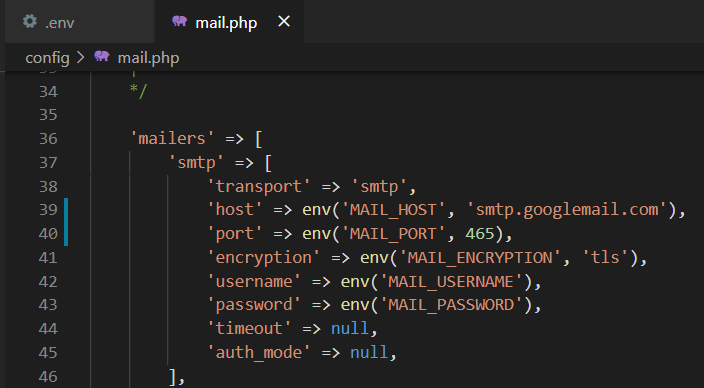 .env
mail.php
config > mail.php
34 */
35
36 'mailers' => [
37 'smtp' => [
38 'transport' => 'smtp',
39 'host' => env('MAIL_HOST', 'smtp.googlemail.com'),
40 'port' => env('MAIL_PORT', 465),
41 'encryption' => env('MAIL_ENCRYPTION', 'tls'),
42 'username' => env('MAIL_USERNAME'),
43 'password' => env('MAIL_PASSWORD'),
44 'timeout' => null,
45 'auth_mode' => null,
46 ],